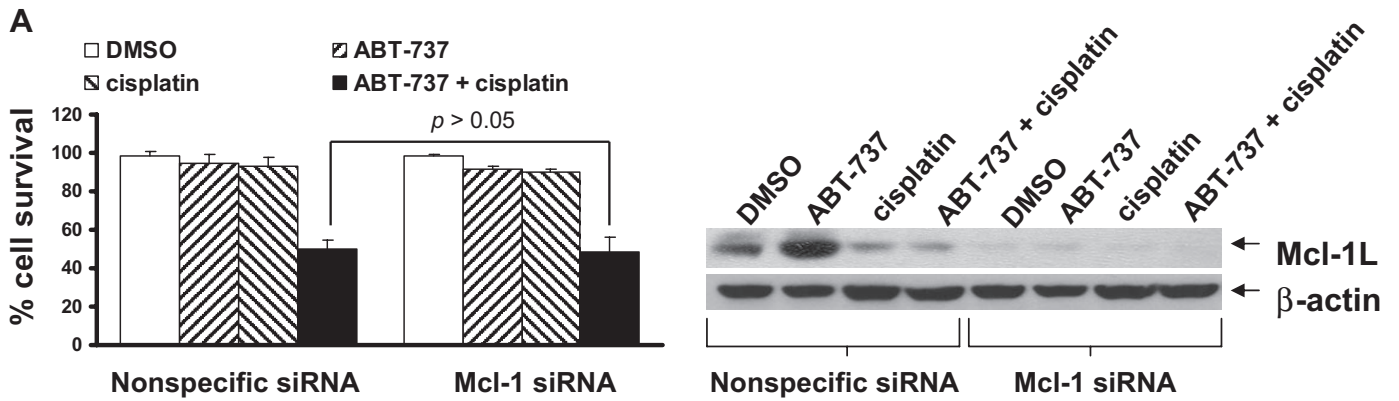 A
DMSO
ABT-737
cisplatin
ABT-737 + cisplatin
% cell survival
120
100
80
60
40
20
0
p > 0.05
Nonspecific siRNA
Mcl-1 siRNA
DMSO
ABT-737
cisplatin
ABT-737 + cisplatin
DMSO
ABT-737
cisplatin
ABT-737 + cisplatin
Mcl-1L
β-actin
Nonspecific siRNA
Mcl-1 siRNA